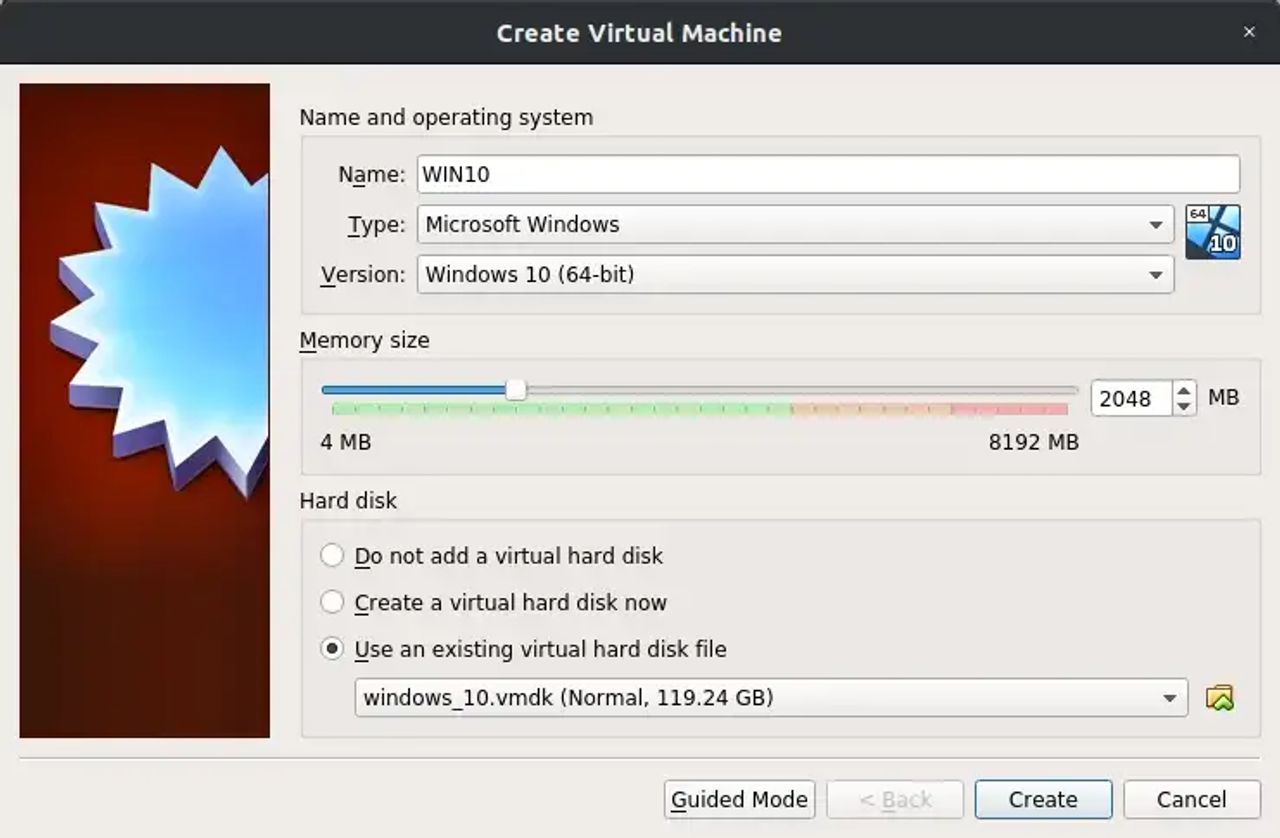 Create Virtual Machine ×
Name and operating system
Name: WIN10
Type: Microsoft Windows
64
10
Version: Windows 10 (64-bit)
Memory size
2048 MB
4 MB 8192 MB
Hard disk
Do not add a virtual hard disk
Create a virtual hard disk now
Use an existing virtual hard disk file
windows_10.vmdk (Normal, 119.24 GB)
Guided Mode < Back Create Cancel